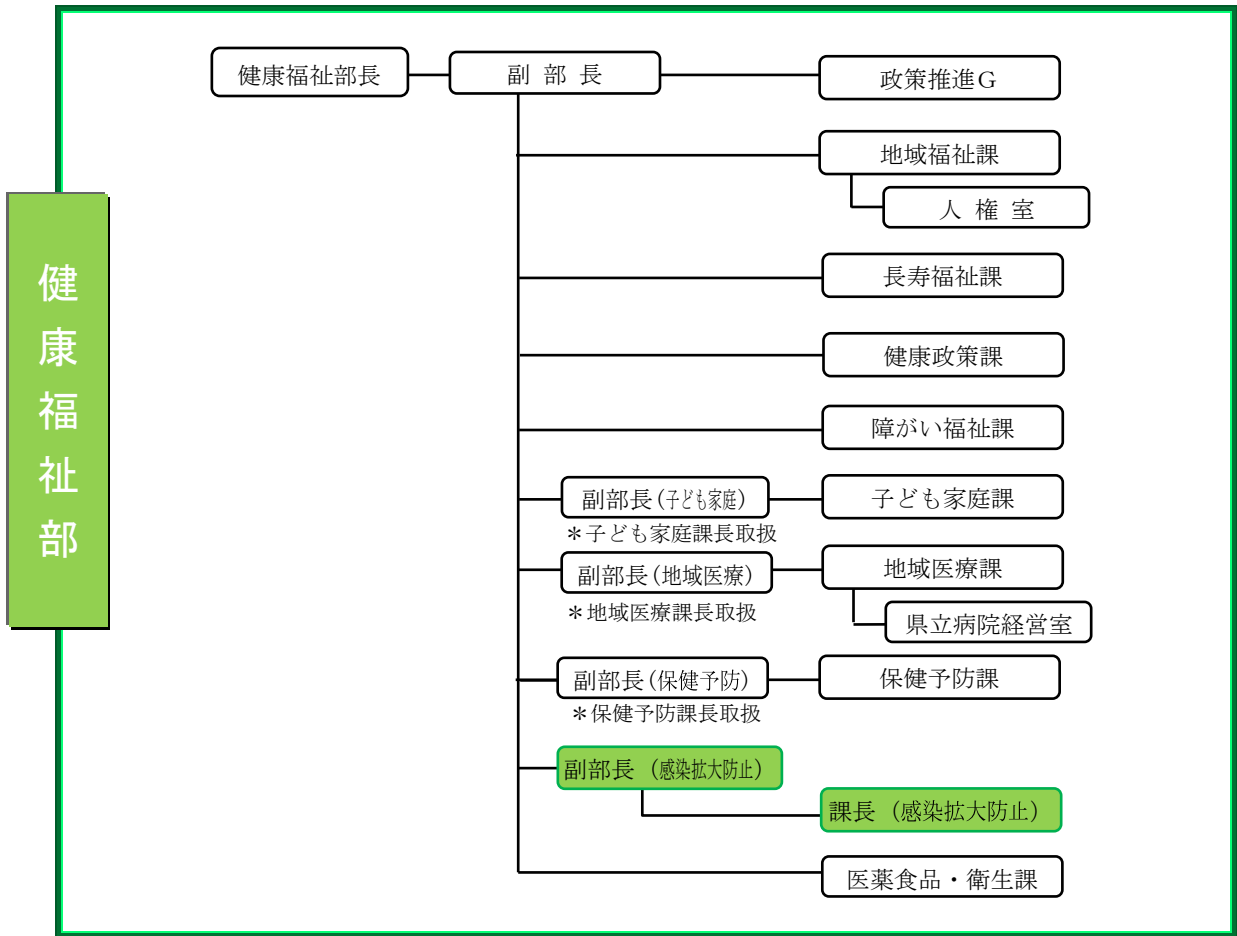 健康福祉部
健康福祉部長
副 部 長
政策推進G
地域福祉課
人 権 室
長寿福祉課
健康政策課
障がい福祉課
副部長(子ども家庭)
子ども家庭課
＊子ども家庭課長取扱
副部長(地域医療)
地域医療課
＊地域医療課長取扱
県立病院経営室
副部長(保健予防)
保健予防課
＊保健予防課長取扱
副部長（感染拡大防止）
課長（感染拡大防止）
医薬食品・衛生課